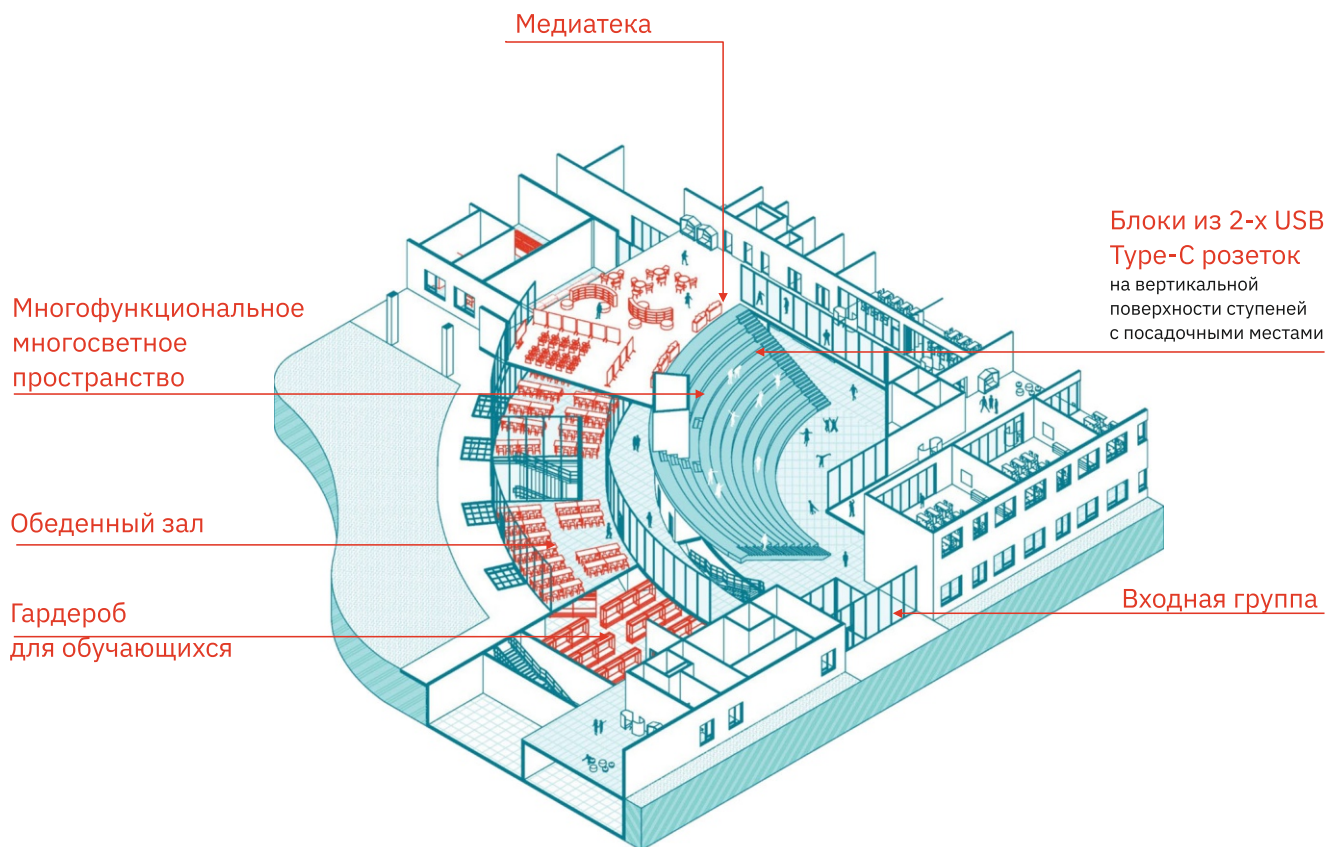 Медиатека
Блоки из 2-х USB
Type-C розеток
на вертикальной
поверхности ступеней
с посадочными местами
Многофункциональное
многосветное
пространство
Обеденный зал
Гардероб
для обучающихся
Входная группа